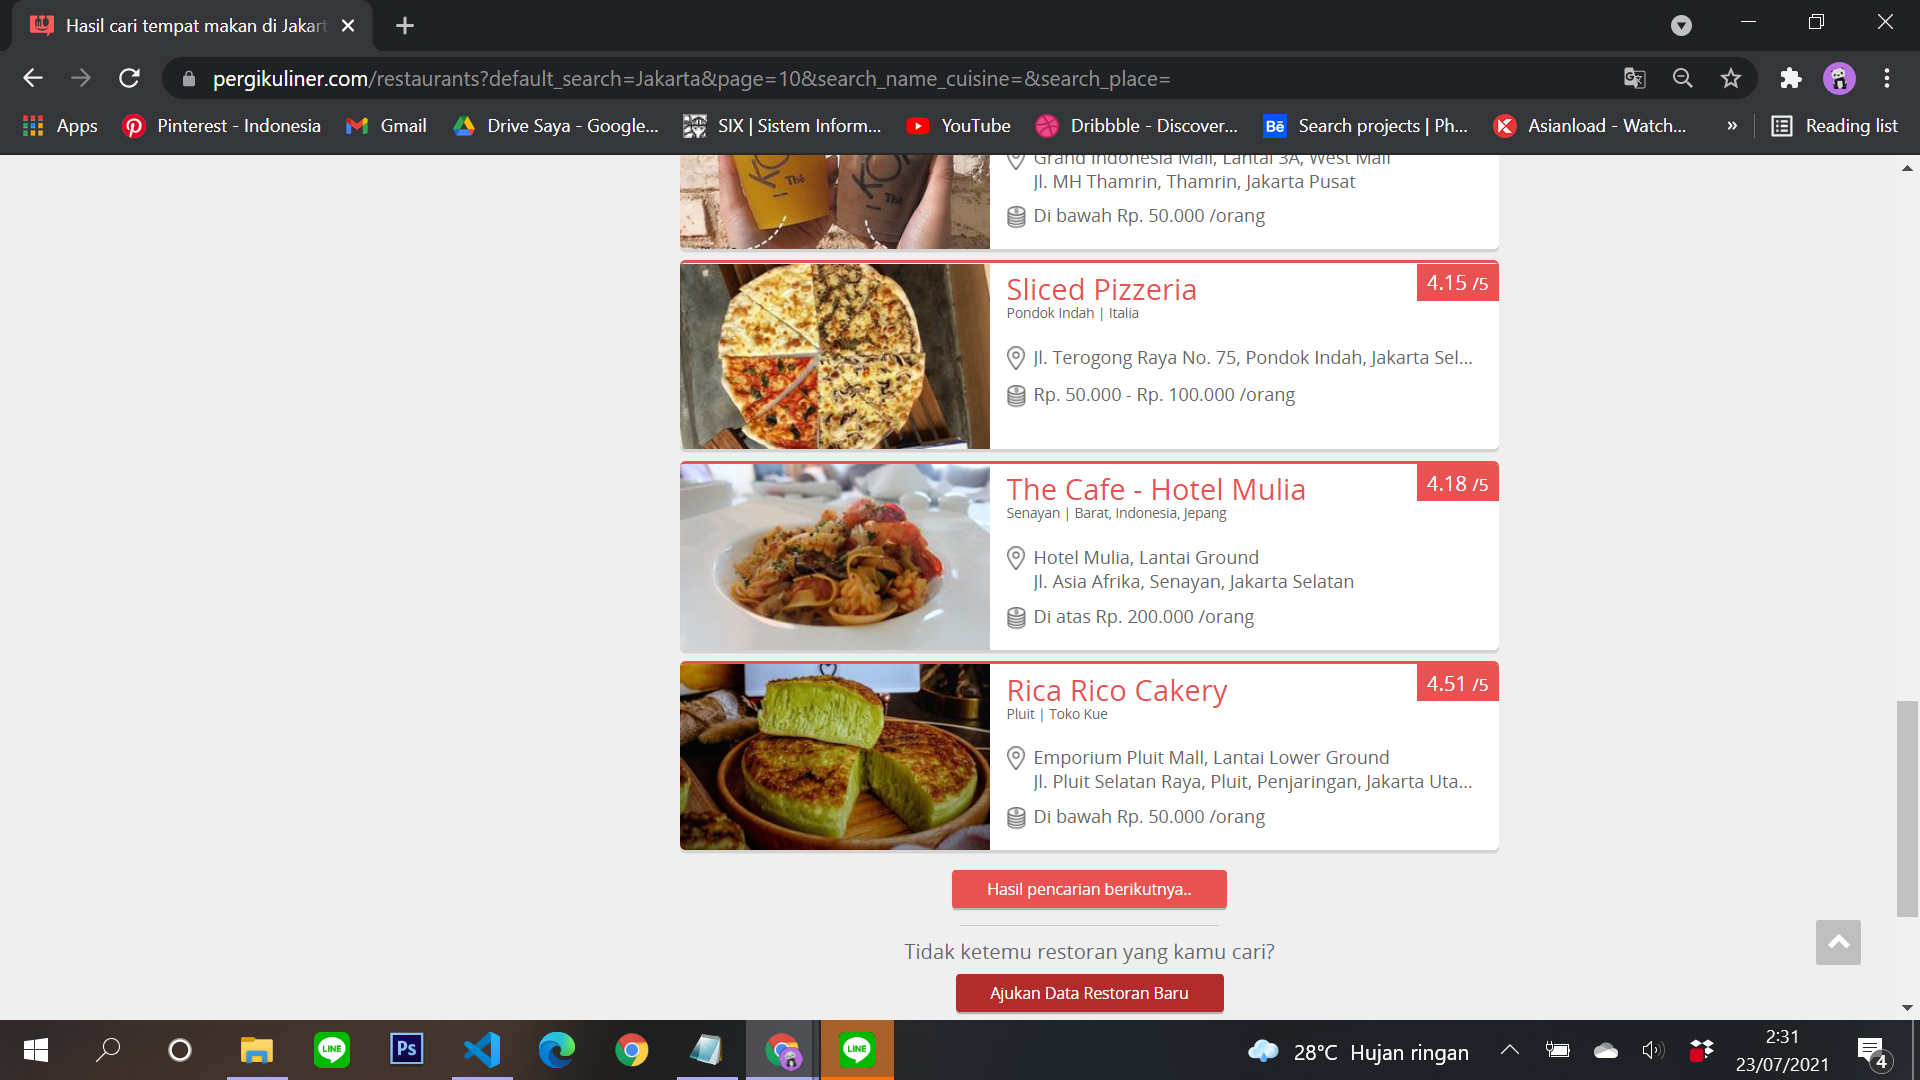 Hasil cari tempat makan di Jakart
pergikuliner.com/restaurants?default_search=Jakarta&page=10&search_name_cuisine=&search_place=
Apps
Pinterest - Indonesia
Gmail
Drive Saya - Google...
SIX | Sistem Inform...
YouTube
Dribbble - Discover...
Bē
Search projects | Ph...
Asianload - Watch...
»
Reading list
KOI
Thé
KOI
Thé
Grand Indonesia Mall, Lantai 3A, West Mall
Jl. MH Thamrin, Thamrin, Jakarta Pusat
Di bawah Rp. 50.000 /orang
Sliced Pizzeria
4.15 /5
Pondok Indah | Italia
Jl. Terogong Raya No. 75, Pondok Indah, Jakarta Sel...
Rp. 50.000 - Rp. 100.000 /orang
The Cafe - Hotel Mulia
4.18 /5
Senayan | Barat, Indonesia, Jepang
Hotel Mulia, Lantai Ground
Jl. Asia Afrika, Senayan, Jakarta Selatan
Di atas Rp. 200.000 /orang
Rica Rico Cakery
4.51 /5
Pluit | Toko Kue
Emporium Pluit Mall, Lantai Lower Ground
Jl. Pluit Selatan Raya, Pluit, Penjaringan, Jakarta Uta...
Di bawah Rp. 50.000 /orang
Hasil pencarian berikutnya..
Tidak ketemu restoran yang kamu cari?
Ajukan Data Restoran Baru
LINE
Ps
LINE
28°C Hujan ringan
2:31
23/07/2021
4